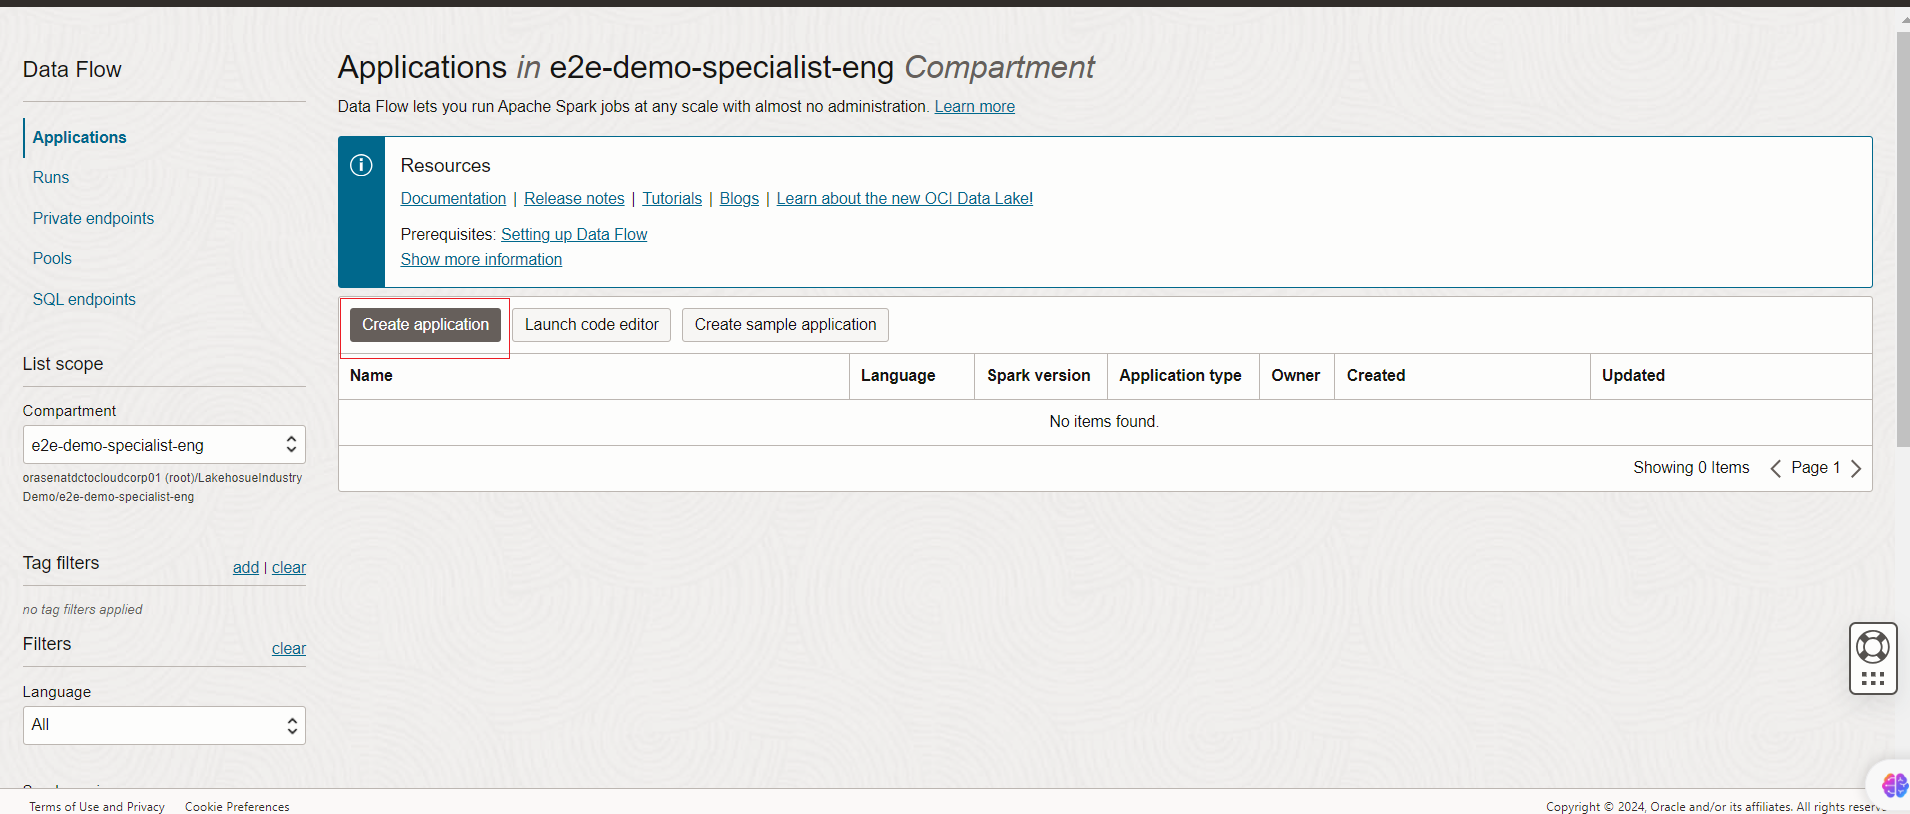 Data Flow
Applications
Runs
Private endpoints
Pools
SQL endpoints
List scope
Compartment
e2e-demo-specialist-eng
orasenatdctocloudcorp01 (root)/LakehosueIndustry
Demo/e2e-demo-specialist-eng
Tag filters add | clear
no tag filters applied
Filters clear
Language
All
Applications in e2e-demo-specialist-eng Compartment
Data Flow lets you run Apache Spark jobs at any scale with almost no administration. Learn more
Resources
Documentation | Release notes | Tutorials | Blogs | Learn about the new OCI Data Lake!
Prerequisites: Setting up Data Flow
Show more information
Create application Launch code editor Create sample application
Name Language Spark version Application type Owner Created Updated
No items found.
Showing 0 Items Page 1
Terms of Use and Privacy Cookie Preferences
Copyright © 2024, Oracle and/or its affiliates. All rights